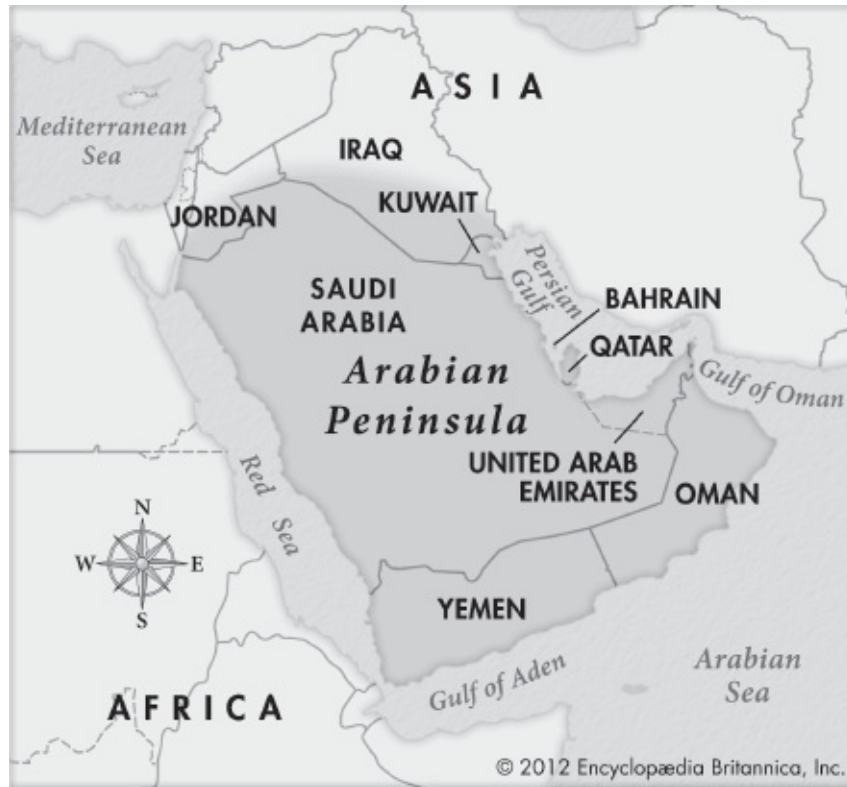 ASIA
Mediterranean
Sea
IRAQ
JORDAN
KUWAIT
Persian
Gulf
SAUDI
ARABIA
BAHRAIN
QATAR
Arabian
Peninsula
Gulf of Oman
UNITED ARAB
EMIRATES
OMAN
Red Sea
N
W E
S
YEMEN
Gulf of Aden
Arabian
Sea
AFRICA
© 2012 Encyclopædia Britannica, Inc.